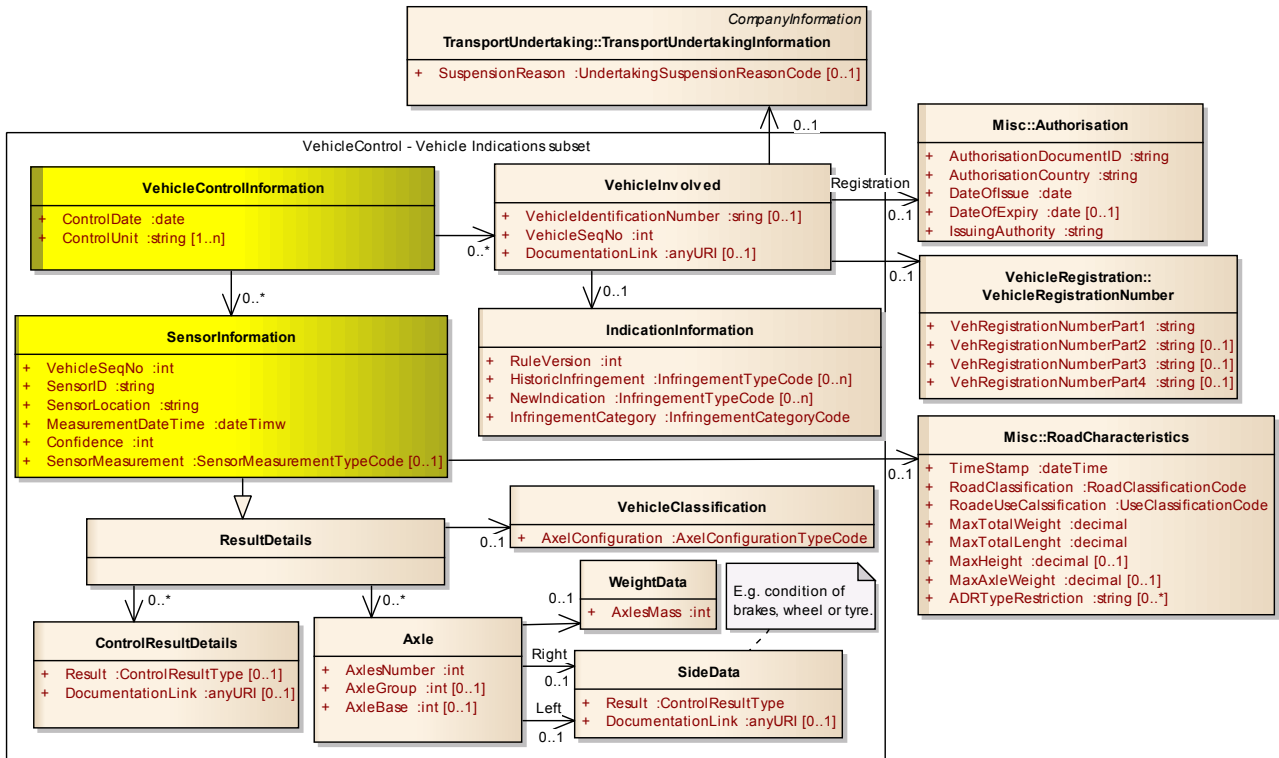 CompanyInformation
TransportUndertaking::TransportUndertakingInformation
+ SuspensionReason :UndertakingSuspensionReasonCode [0..1]
0..1
VehicleControl - Vehicle Indications subset
VehicleControlInformation
+ ControlDate :date
+ ControlUnit :string [1..n]
0..*
VehicleInvolved
+ VehicleIdentificationNumber :sring [0..1]
+ VehicleSeqNo :int
+ DocumentationLink :anyURI [0..1]
Registration
0..1
Misc::Authorisation
+ AuthorisationDocumentID :string
+ AuthorisationCountry :string
+ DateOfIssue :date
+ DateOfExpiry :date [0..1]
+ IssuingAuthority :string
0..1
VehicleRegistration::
VehicleRegistrationNumber
+ VehRegistrationNumberPart1 :string
+ VehRegistrationNumberPart2 :string [0..1]
+ VehRegistrationNumberPart3 :string [0..1]
+ VehRegistrationNumberPart4 :string [0..1]
0..*
0..1
SensorInformation
+ VehicleSeqNo :int
+ SensorID :string
+ SensorLocation :string
+ MeasurementDateTime :dateTimw
+ Confidence :int
+ SensorMeasurement :SensorMeasurementTypeCode [0..1]
IndicationInformation
+ RuleVersion :int
+ HistoricInfringement :InfringementTypeCode [0..n]
+ NewIndication :InfringementTypeCode [0..n]
+ InfringementCategory :InfringementCategoryCode
0..1
Misc::RoadCharacteristics
+ TimeStamp :dateTime
+ RoadClassification :RoadClassificationCode
+ RoadeUseCalssification :UseClassificationCode
+ MaxTotalWeight :decimal
+ MaxTotalLenght :decimal
+ MaxHeight :decimal [0..1]
+ MaxAxleWeight :decimal [0..1]
+ ADRTypeRestriction :string [0..*]
ResultDetails
0..1
VehicleClassification
+ AxelConfiguration :AxelConfigurationTypeCode
0..*
0..*
ControlResultDetails
+ Result :ControlResultType [0..1]
+ DocumentationLink :anyURI [0..1]
Axle
+ AxlesNumber :int
+ AxleGroup :int [0..1]
+ AxleBase :int [0..1]
0..1
WeightData
+ AxlesMass :int
E.g. condition of
brakes, wheel or tyre.
Right
0..1
Left
0..1
SideData
+ Result :ControlResultType
+ DocumentationLink :anyURI [0..1]